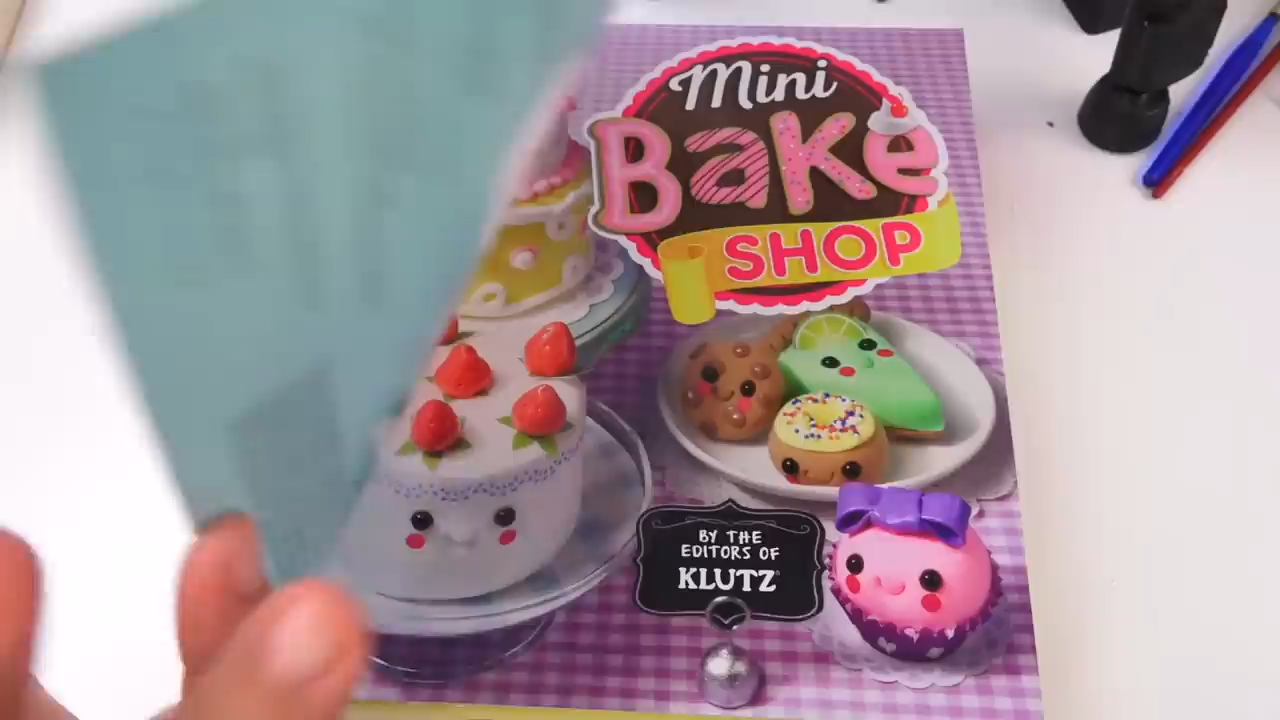 Mini
Bake
SHOP
BY THE
EDITORS OF
KLUTZ®